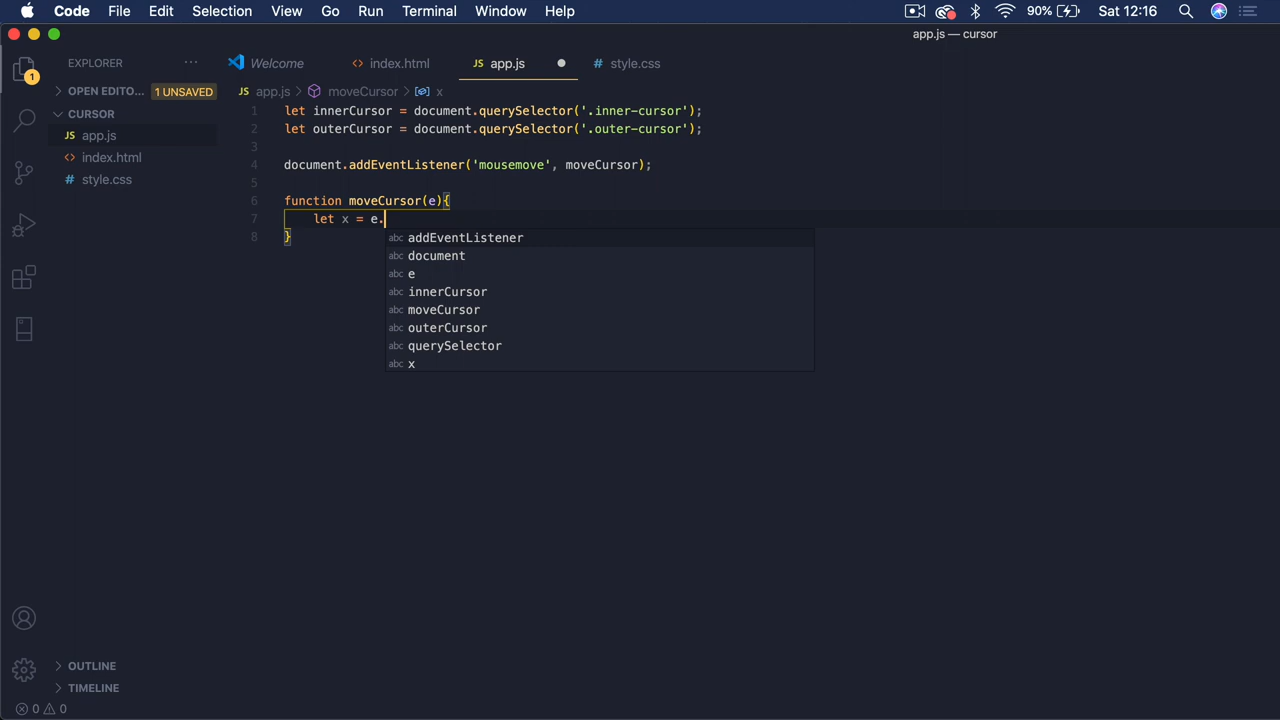 Code File Edit Selection View Go Run Terminal Window Help 90% Sat 12:16
app.js — cursor
EXPLORER ··· Welcome <> index.html JS app.js # style.css
1
OPEN EDITO... 1 UNSAVED JS app.js > moveCursor > x
CURSOR
JS app.js
<> index.html
# style.css
1 let innerCursor = document.querySelector('.inner-cursor');
2 let outerCursor = document.querySelector('.outer-cursor');
3
4 document.addEventListener('mousemove', moveCursor);
5
6 function moveCursor(e){
7 let x = e.
8 }
abc addEventListener
abc document
abc e
abc innerCursor
abc moveCursor
abc outerCursor
abc querySelector
abc x
OUTLINE
TIMELINE
0 0